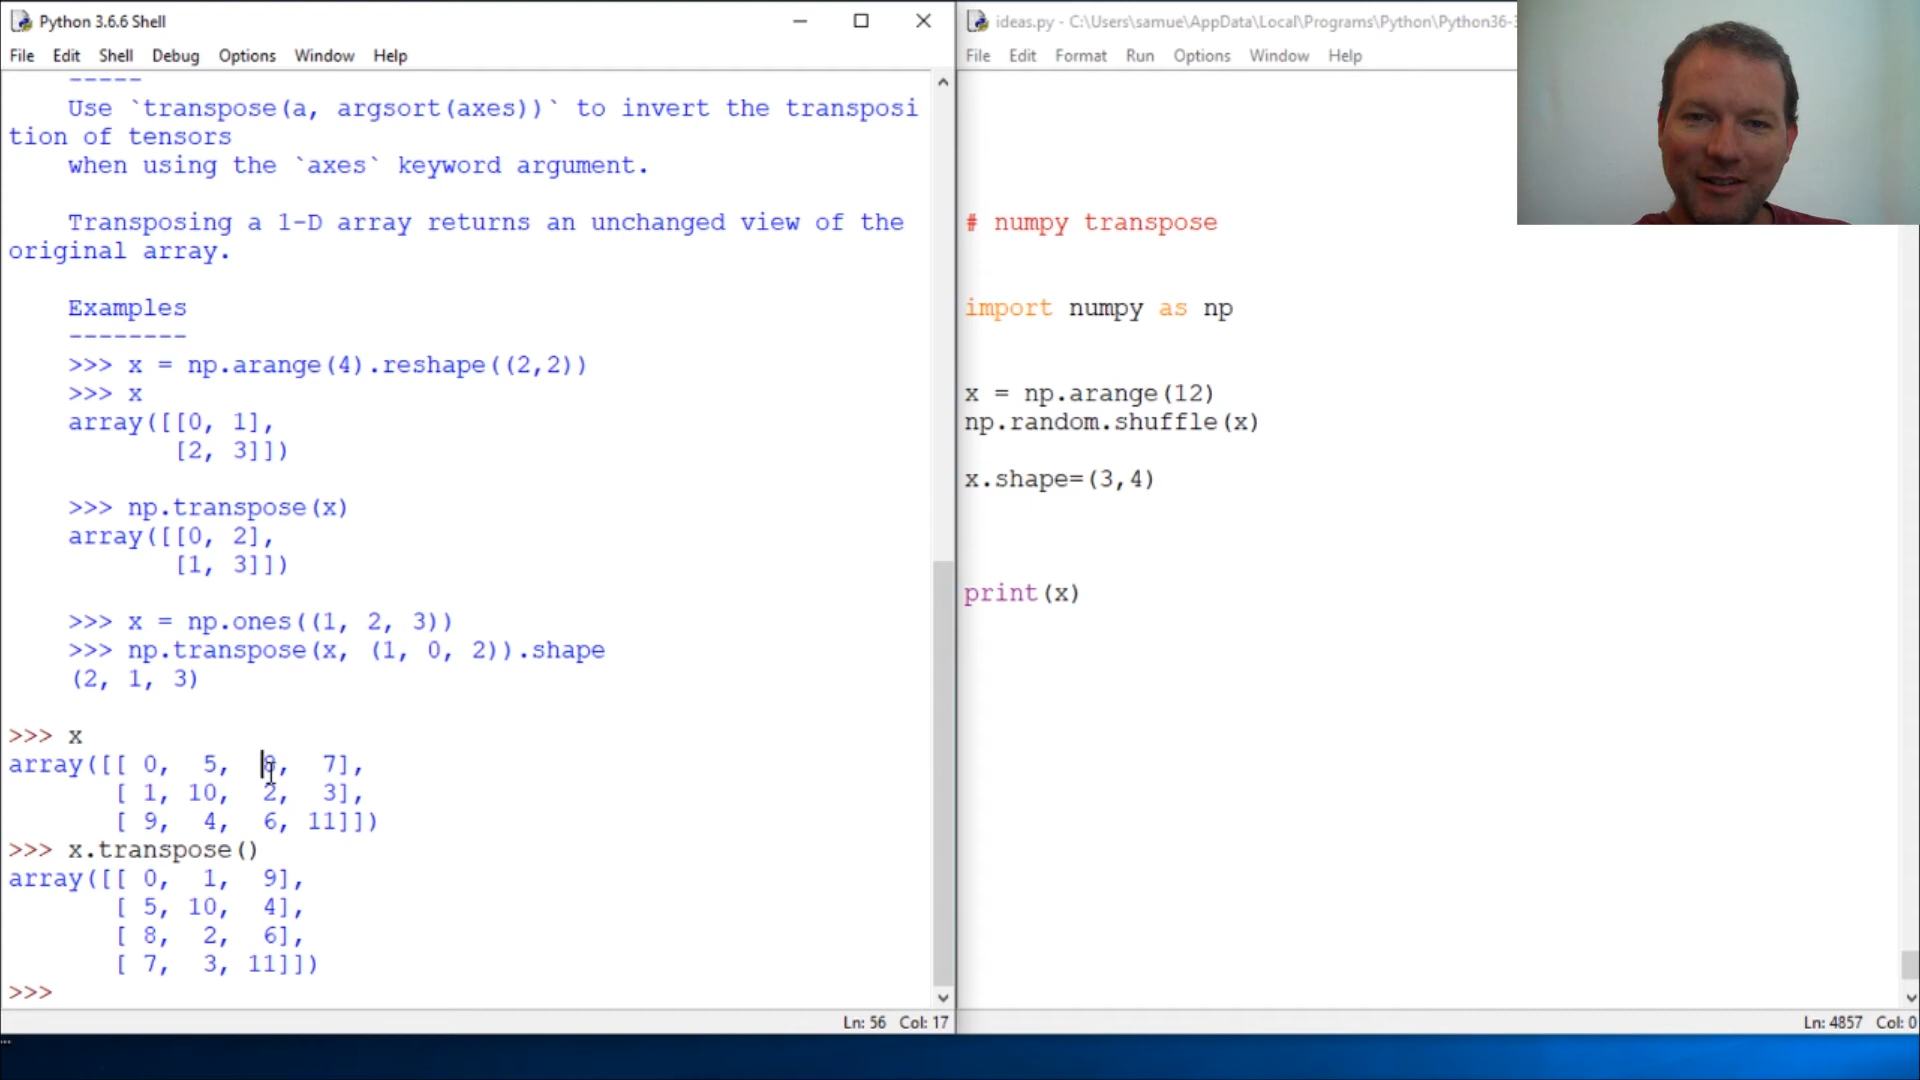 Python 3.6.6 Shell
File Edit Shell Debug Options Window Help
-----
Use `transpose(a, argsort(axes))` to invert the transposi
tion of tensors
when using the `axes` keyword argument.
Transposing a 1-D array returns an unchanged view of the
original array.
Examples
--------
>>> x = np.arange(4).reshape((2,2))
>>> x
array([[0, 1],
[2, 3]])
>>> np.transpose(x)
array([[0, 2],
[1, 3]])
>>> x = np.ones((1, 2, 3))
>>> np.transpose(x, (1, 0, 2)).shape
(2, 1, 3)
>>> x
array([[ 0, 5, 8, 7],
[ 1, 10, 2, 3],
[ 9, 4, 6, 11]])
>>> x.transpose()
array([[ 0, 1, 9],
[ 5, 10, 4],
[ 8, 2, 6],
[ 7, 3, 11]])
>>>
Ln: 56 Col: 17
ideas.py - C:\Users\samue\AppData\Local\Programs\Python\Python36-
File Edit Format Run Options Window Help
# numpy transpose
import numpy as np
x = np.arange(12)
np.random.shuffle(x)
x.shape=(3,4)
print(x)
Ln: 4857 Col: 0